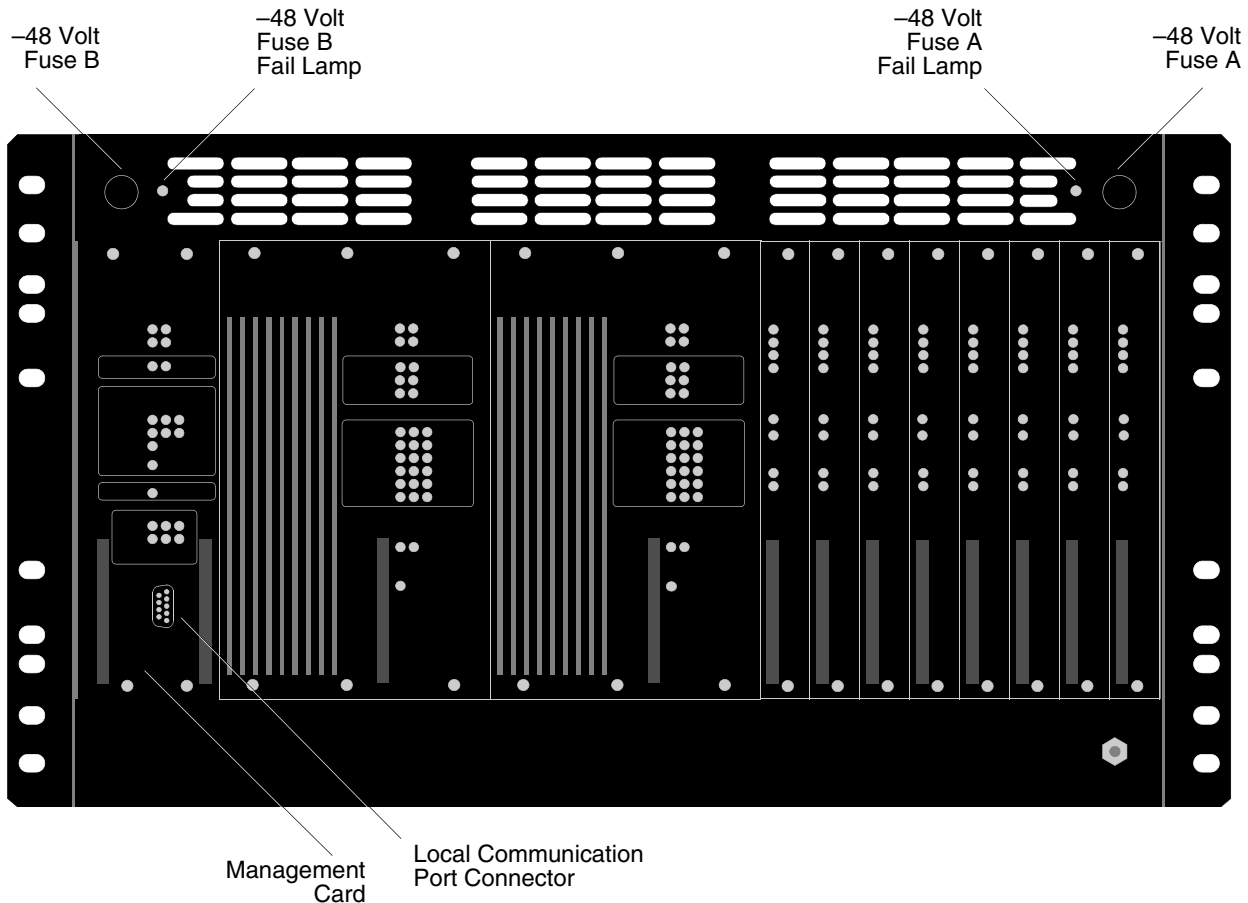 –48 Volt
Fuse B
–48 Volt
Fuse B
Fail Lamp
–48 Volt
Fuse A
Fail Lamp
–48 Volt
Fuse A
Management
Card
Local Communication
Port Connector